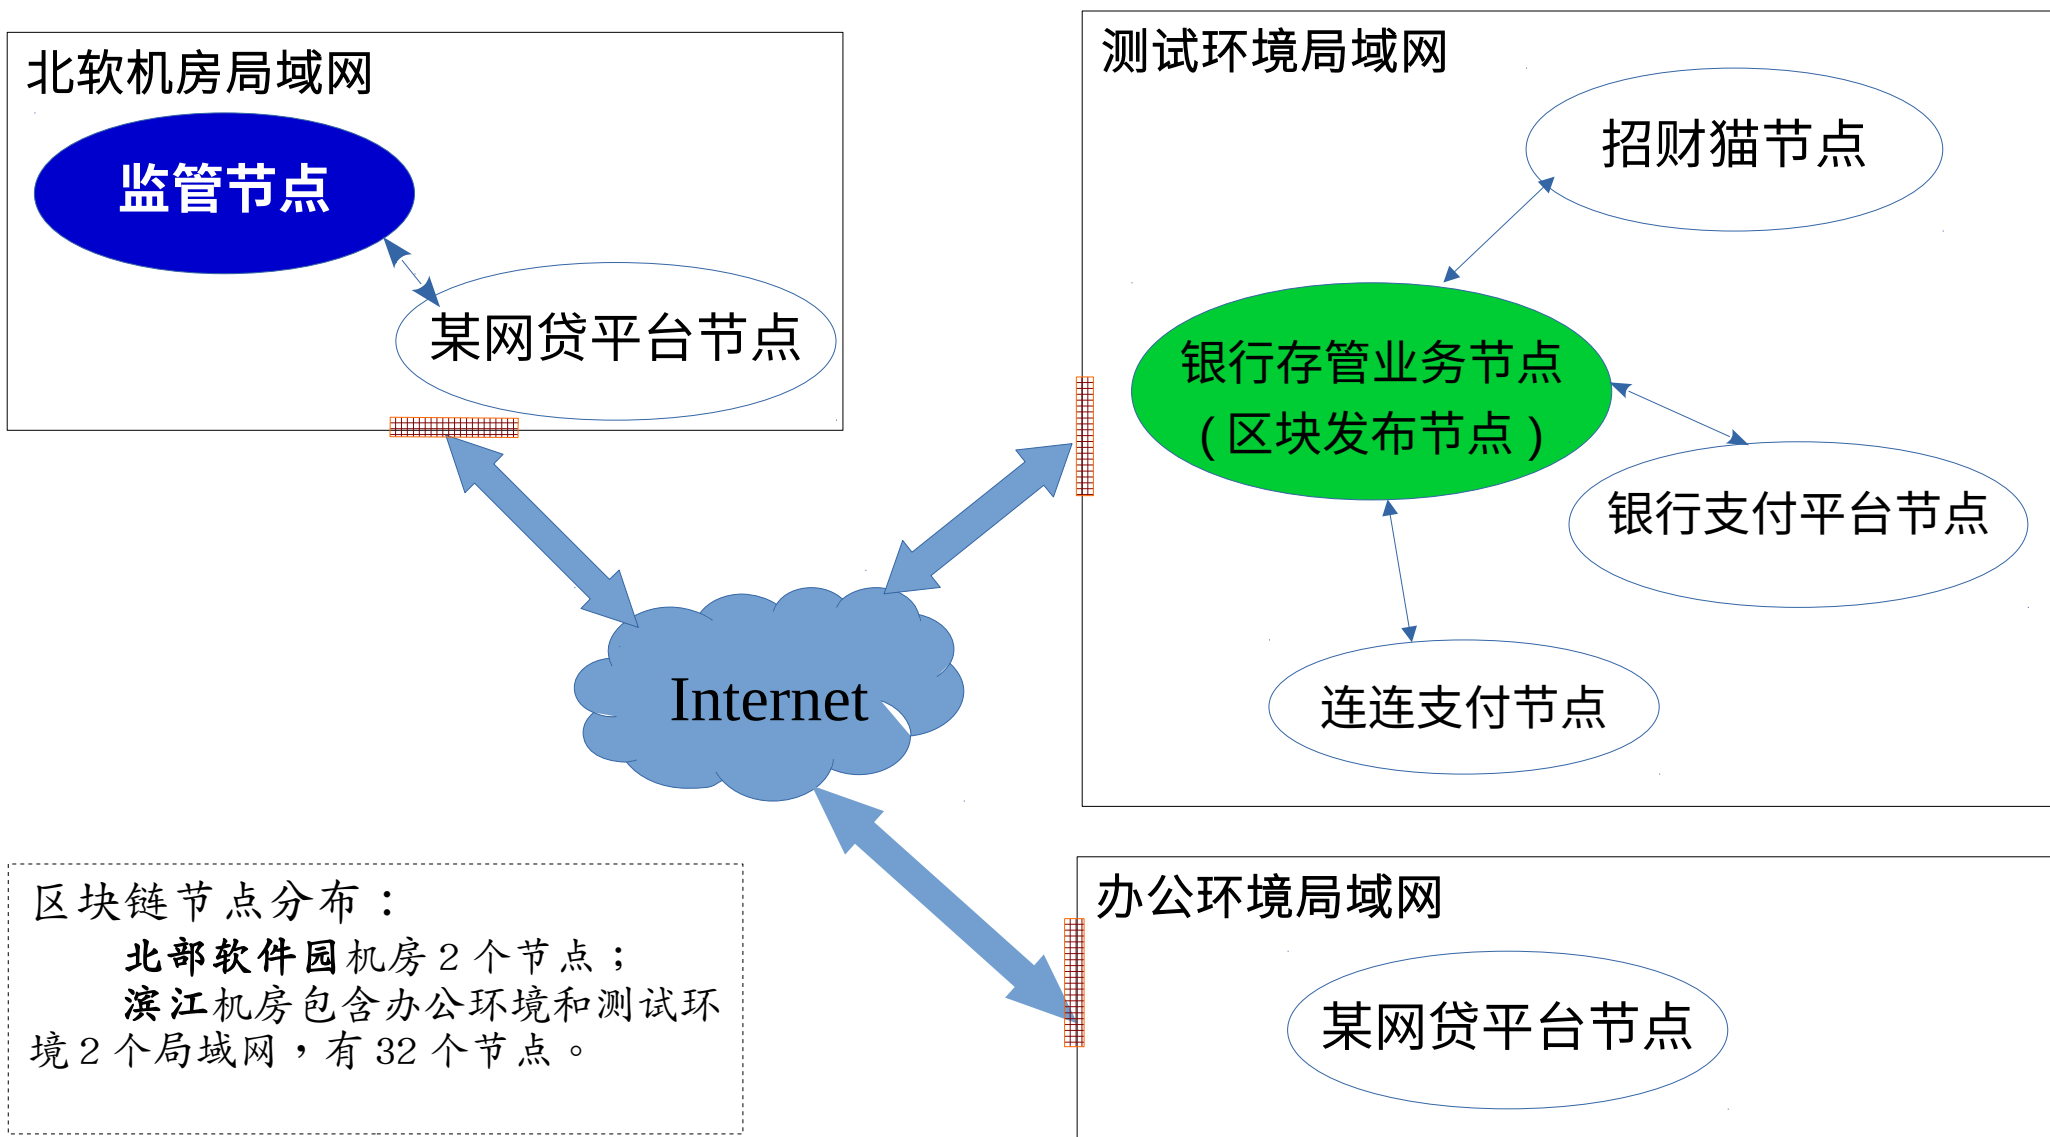 北软机房局域网
监管节点
某网贷平台节点
测试环境局域网
招财猫节点
银行存管业务节点
(区块发布节点)
银行支付平台节点
连连支付节点
Internet
区块链节点分布：
北部软件园机房2个节点；
滨江机房包含办公环境和测试环
境2个局域网，有32个节点。
办公环境局域网
某网贷平台节点